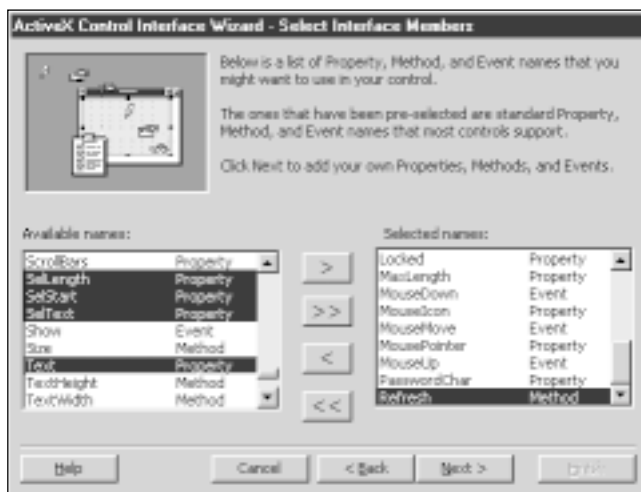 ActiveX Control Interface Wizard - Select Interface Members
Below is a list of Property, Method, and Event names that you
might want to use in your control.
The ones that have been pre-selected are standard Property,
Method, and Event names that most controls support.
Click Next to add your own Properties, Methods, and Events.
Available names:
ScrollBars Property
SelLength Property
SelStart Property
SelText Property
Show Event
Size Method
Text Property
TextHeight Method
TextWidth Method
>
>>
<
<<
Selected names:
Locked Property
MaxLength Property
MouseDown Event
MouseIcon Property
MouseMove Event
MousePointer Property
MouseUp Event
PasswordChar Property
Refresh Method
Help
Cancel
< Back
Next >
Finish